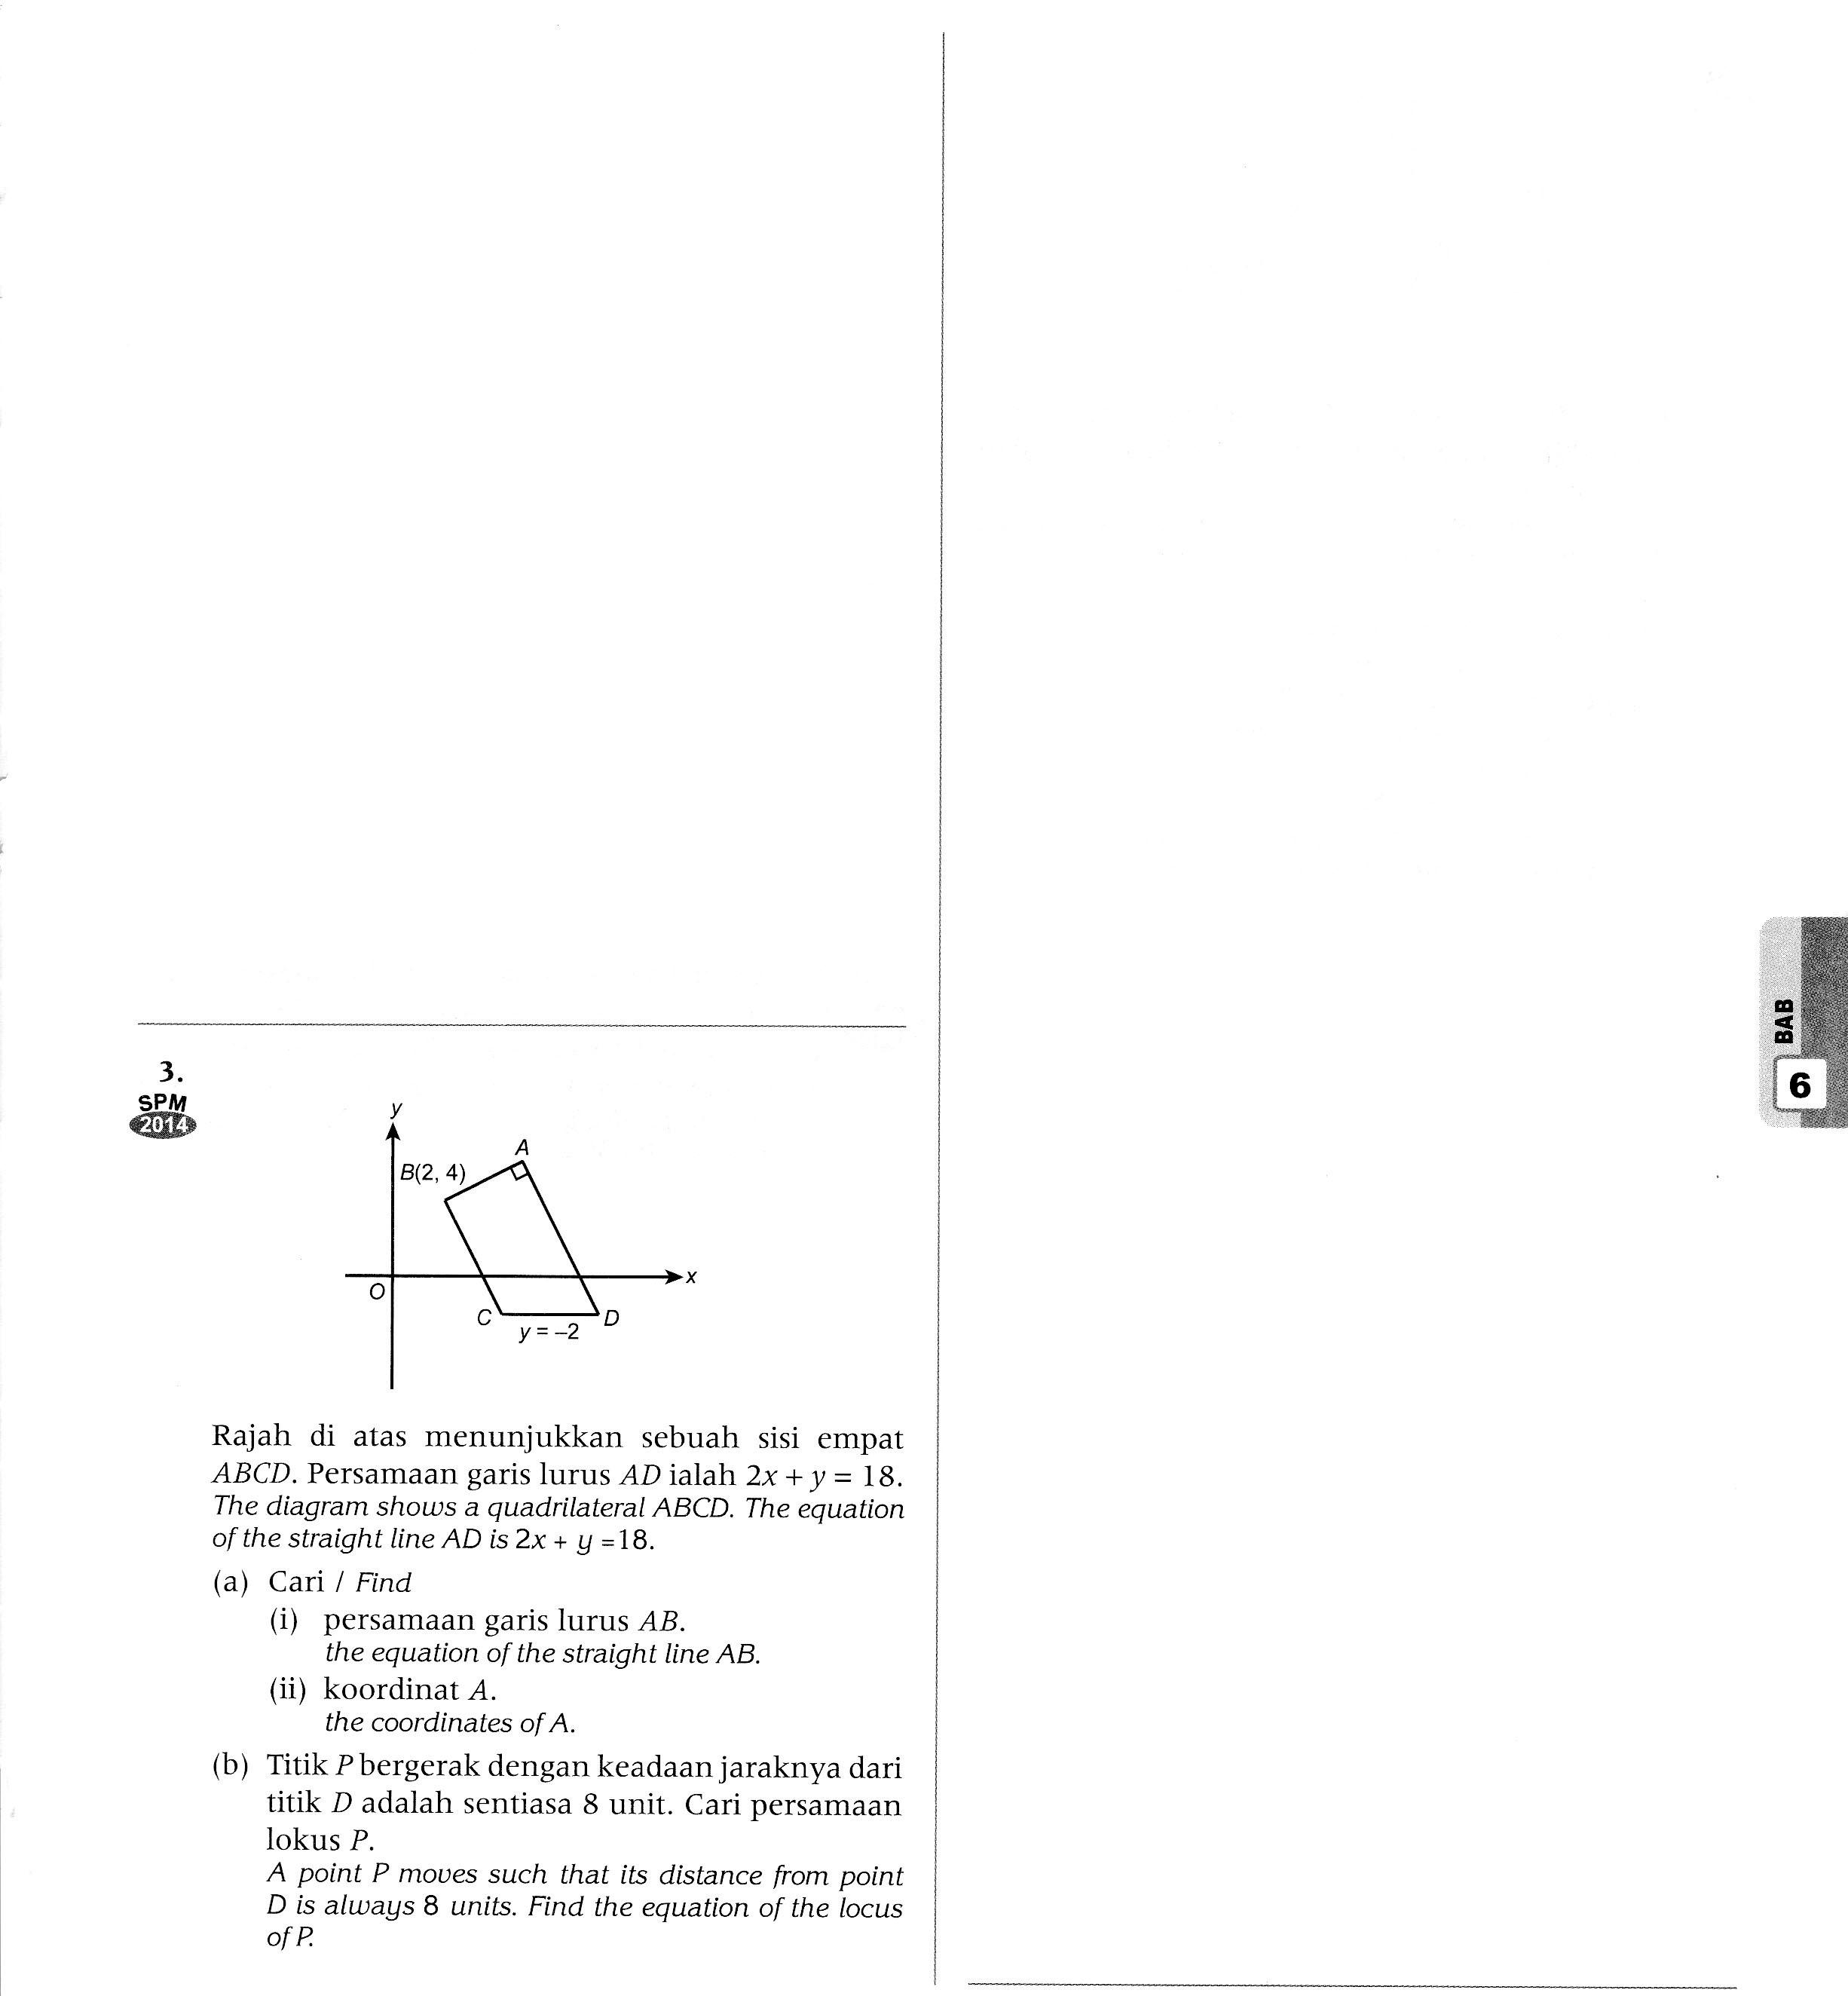 3.
SPM
2014
y
A
B(2, 4)
x
O
C
D
y = –2
Rajah di atas menunjukkan sebuah sisi empat
ABCD. Persamaan garis lurus AD ialah 2x + y = 18.
The diagram shows a quadrilateral ABCD. The equation
of the straight line AD is 2x + y =18.
(a) Cari / Find
(i) persamaan garis lurus AB.
the equation of the straight line AB.
(ii) koordinat A.
the coordinates of A.
(b) Titik P bergerak dengan keadaan jaraknya dari
titik D adalah sentiasa 8 unit. Cari persamaan
lokus P.
A point P moves such that its distance from point
D is always 8 units. Find the equation of the locus
of P.
BAB
6